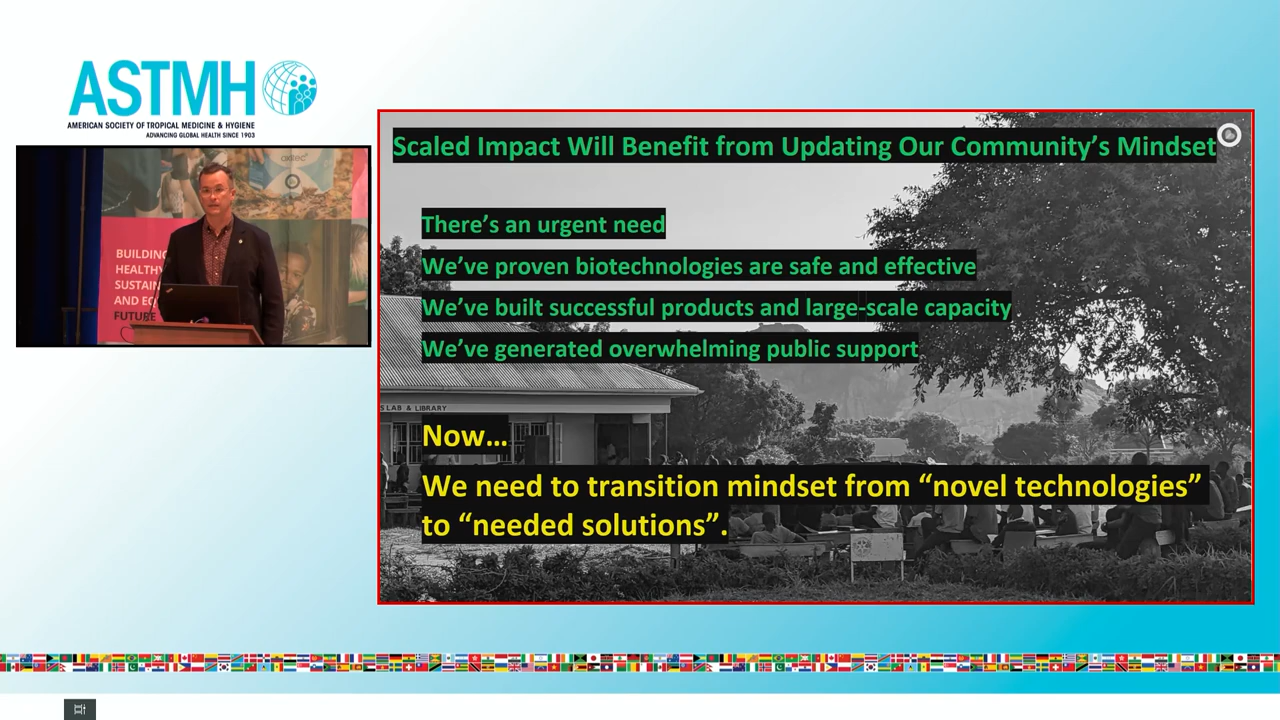 ASTMH
AMERICAN SOCIETY OF TROPICAL MEDICINE & HYGIENE
ADVANCING GLOBAL HEALTH SINCE 1903
oxitec
BUILDING
HEALTHY
SUSTAIN
AND EQ
FUTURE
Scaled Impact Will Benefit from Updating Our Community’s Mindset
There’s an urgent need
We’ve proven biotechnologies are safe and effective
We’ve built successful products and large-scale capacity
We’ve generated overwhelming public support
S LAB & LIBRARY
Now…
We need to transition mindset from “novel technologies”
to “needed solutions”.